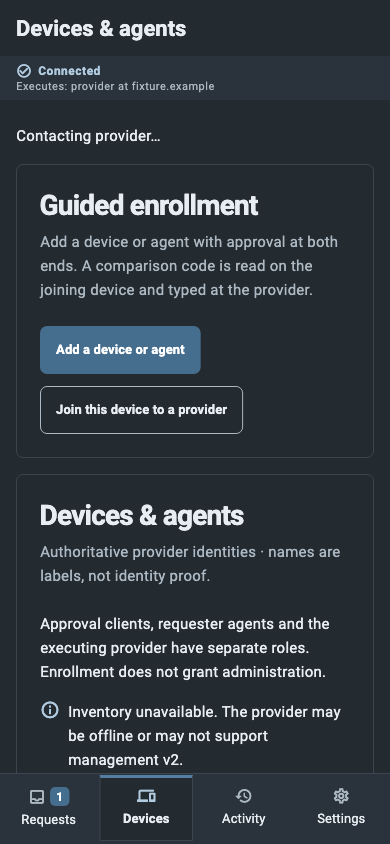 Devices & agents
Connected
Executes: provider at fixture.example
Contacting provider…
Guided enrollment
Add a device or agent with approval at both
ends. A comparison code is read on the
joining device and typed at the provider.
Add a device or agent
Join this device to a provider
Devices & agents
Authoritative provider identities · names are
labels, not identity proof.
Approval clients, requester agents and the
executing provider have separate roles.
Enrollment does not grant administration.
Inventory unavailable. The provider may
be offline or may not support
management v2.
1
Requests
Devices
Activity
Settings